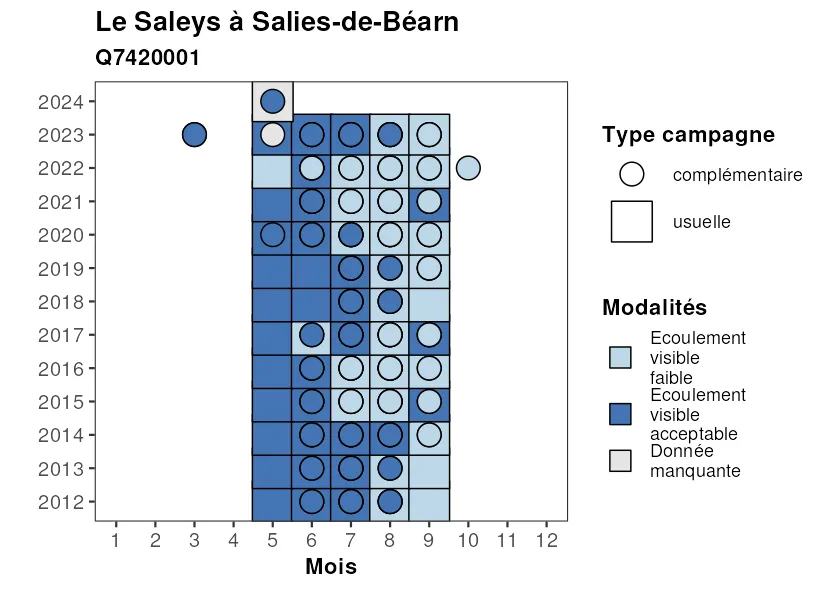 Le Saleys à Salies-de-Béarn
Q7420001
2024
2023
2022
2021
2020
2019
2018
2017
2016
2015
2014
2013
2012
1 2 3 4 5 6 7 8 9 10 11 12
Mois
Type campagne
complémentaire
usuelle
Modalités
Ecoulement
visible
faible
Ecoulement
visible
acceptable
Donnée
manquante